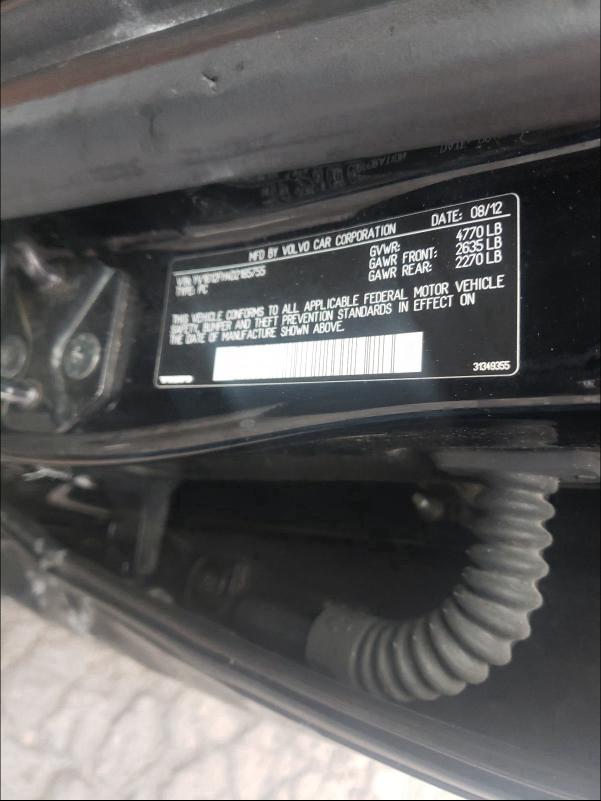 MFD BY VOLVO CAR CORPORATION DATE: 08/12
GVWR: 4770 LB
GAWR FRONT: 2635 LB
GAWR REAR: 2270 LB
VIN:
TYPE: PC
THIS VEHICLE CONFORMS TO ALL APPLICABLE FEDERAL MOTOR VEHICLE
SAFETY, BUMPER AND THEFT PREVENTION STANDARDS IN EFFECT ON
THE DATE OF MANUFACTURE SHOWN ABOVE.
31349355